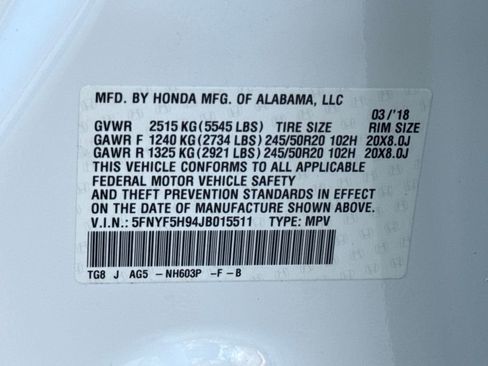 MFD. BY HONDA MFG. OF ALABAMA, LLC
03/'18
GVWR 2515 KG (5545 LBS) TIRE SIZE RIM SIZE
GAWR F 1240 KG (2734 LBS) 245/50R20 102H 20X8.0J
GAWR R 1325 KG (2921 LBS) 245/50R20 102H 20X8.0J
THIS VEHICLE CONFORMS TO ALL APPLICABLE
FEDERAL MOTOR VEHICLE SAFETY
AND THEFT PREVENTION STANDARDS IN EFFECT
ON THE DATE OF MANUFACTURE SHOWN ABOVE.
V.I.N.: 5FNYF5H94JB015511 TYPE: MPV
TG8 J AG5 -NH603P -F-B